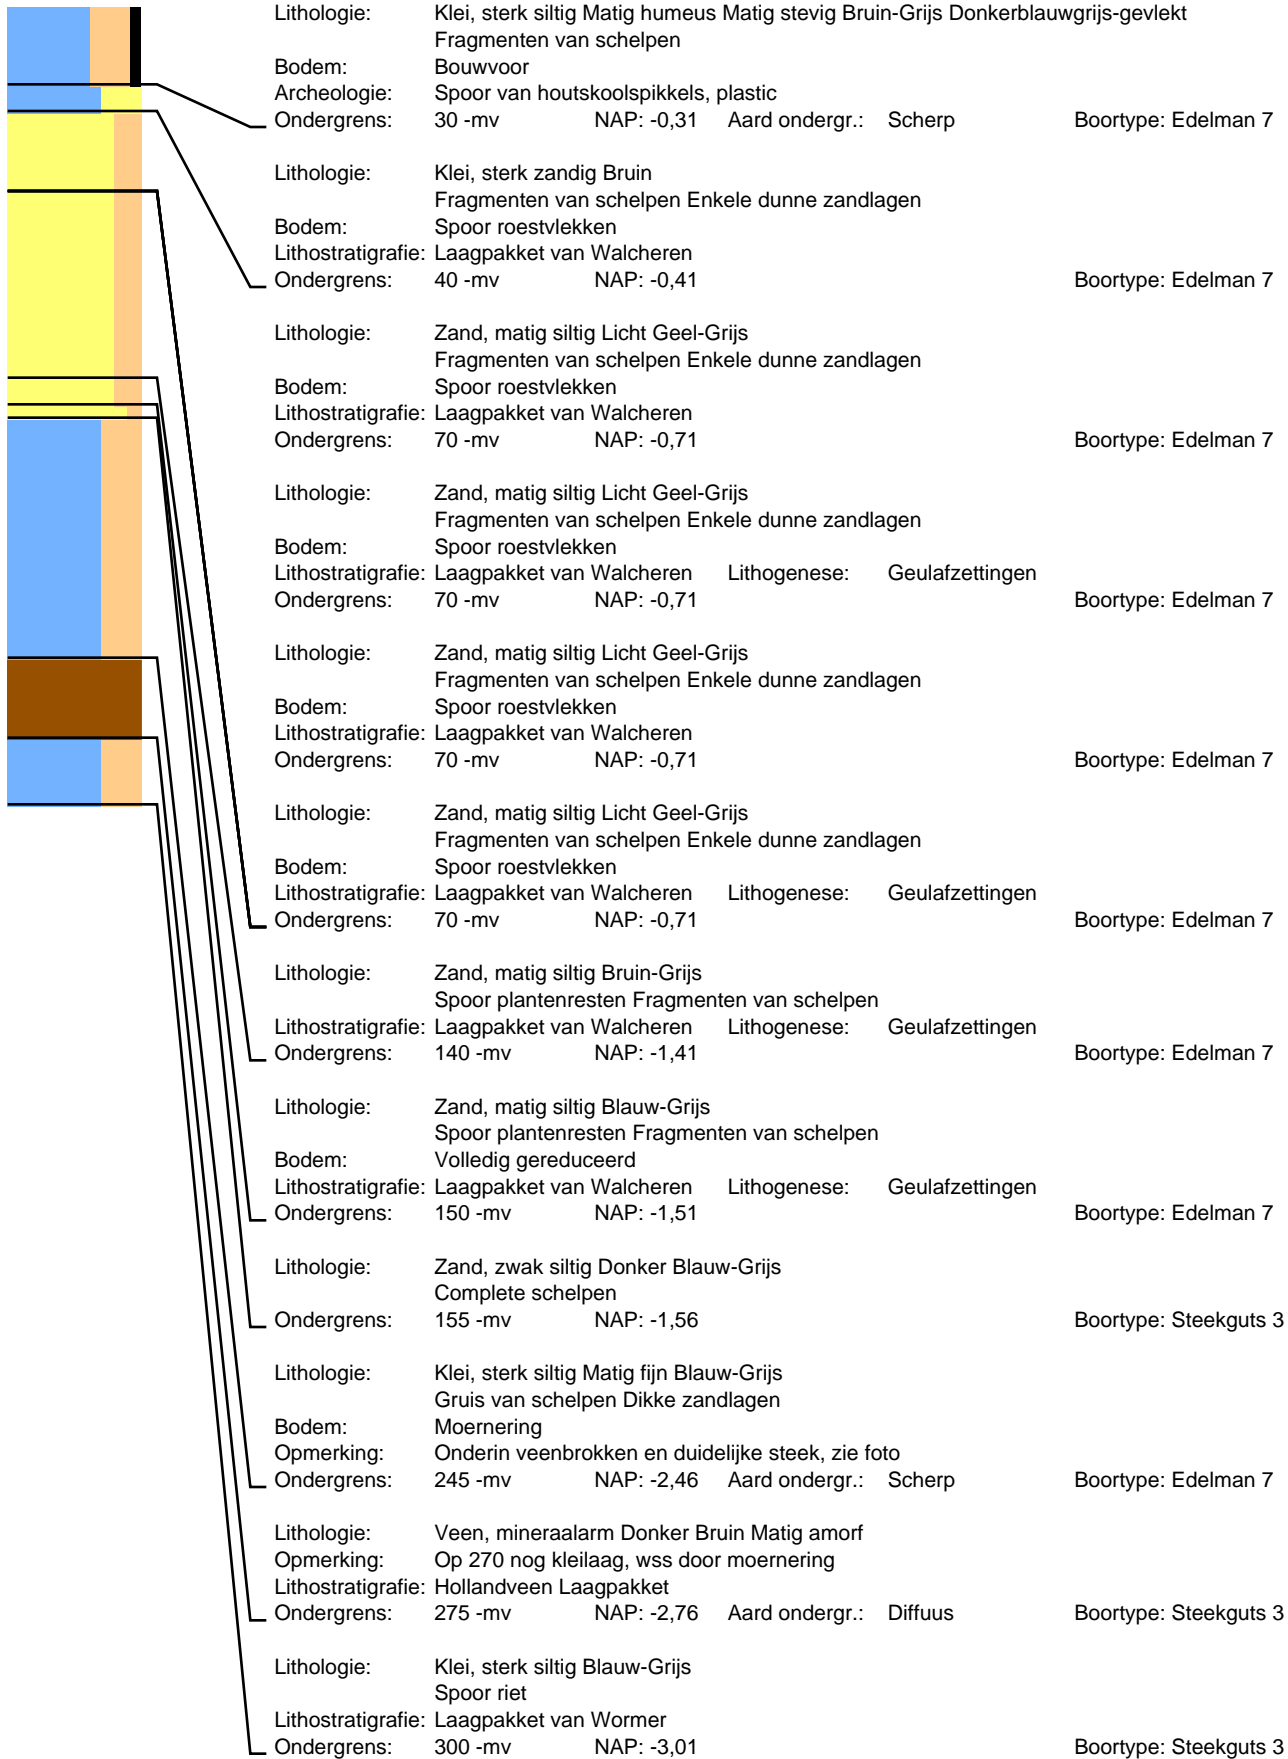 Lithologie: Klei, sterk siltig Matig humeus Matig stevig Bruin-Grijs Donkerblauwgrijs-gevlekt
Fragmenten van schelpen
Bodem: Bouwvoor
Archeologie: Spoor van houtskoolspikkels, plastic
Ondergrens: 30 -mv NAP: -0,31 Aard ondergr.: Scherp Boortype: Edelman 7
Lithologie: Klei, sterk zandig Bruin
Fragmenten van schelpen Enkele dunne zandlagen
Bodem: Spoor roestvlekken
Lithostratigrafie: Laagpakket van Walcheren
Ondergrens: 40 -mv NAP: -0,41 Boortype: Edelman 7
Lithologie: Zand, matig siltig Licht Geel-Grijs
Fragmenten van schelpen Enkele dunne zandlagen
Bodem: Spoor roestvlekken
Lithostratigrafie: Laagpakket van Walcheren
Ondergrens: 70 -mv NAP: -0,71 Boortype: Edelman 7
Lithologie: Zand, matig siltig Licht Geel-Grijs
Fragmenten van schelpen Enkele dunne zandlagen
Bodem: Spoor roestvlekken
Lithostratigrafie: Laagpakket van Walcheren Lithogenese: Geulafzettingen
Ondergrens: 70 -mv NAP: -0,71 Boortype: Edelman 7
Lithologie: Zand, matig siltig Licht Geel-Grijs
Fragmenten van schelpen Enkele dunne zandlagen
Bodem: Spoor roestvlekken
Lithostratigrafie: Laagpakket van Walcheren
Ondergrens: 70 -mv NAP: -0,71 Boortype: Edelman 7
Lithologie: Zand, matig siltig Licht Geel-Grijs
Fragmenten van schelpen Enkele dunne zandlagen
Bodem: Spoor roestvlekken
Lithostratigrafie: Laagpakket van Walcheren Lithogenese: Geulafzettingen
Ondergrens: 70 -mv NAP: -0,71 Boortype: Edelman 7
Lithologie: Zand, matig siltig Bruin-Grijs
Spoor plantenresten Fragmenten van schelpen
Lithostratigrafie: Laagpakket van Walcheren Lithogenese: Geulafzettingen
Ondergrens: 140 -mv NAP: -1,41 Boortype: Edelman 7
Lithologie: Zand, matig siltig Blauw-Grijs
Spoor plantenresten Fragmenten van schelpen
Bodem: Volledig gereduceerd
Lithostratigrafie: Laagpakket van Walcheren Lithogenese: Geulafzettingen
Ondergrens: 150 -mv NAP: -1,51 Boortype: Edelman 7
Lithologie: Zand, zwak siltig Donker Blauw-Grijs
Complete schelpen
Ondergrens: 155 -mv NAP: -1,56 Boortype: Steekguts 3
Lithologie: Klei, sterk siltig Matig fijn Blauw-Grijs
Gruis van schelpen Dikke zandlagen
Bodem: Moernering
Opmerking: Onderin veenbrokken en duidelijke steek, zie foto
Ondergrens: 245 -mv NAP: -2,46 Aard ondergr.: Scherp Boortype: Edelman 7
Lithologie: Veen, mineraalarm Donker Bruin Matig amorf
Opmerking: Op 270 nog kleilaag, wss door moernering
Lithostratigrafie: Hollandveen Laagpakket
Ondergrens: 275 -mv NAP: -2,76 Aard ondergr.: Diffuus Boortype: Steekguts 3
Lithologie: Klei, sterk siltig Blauw-Grijs
Spoor riet
Lithostratigrafie: Laagpakket van Wormer
Ondergrens: 300 -mv NAP: -3,01 Boortype: Steekguts 3